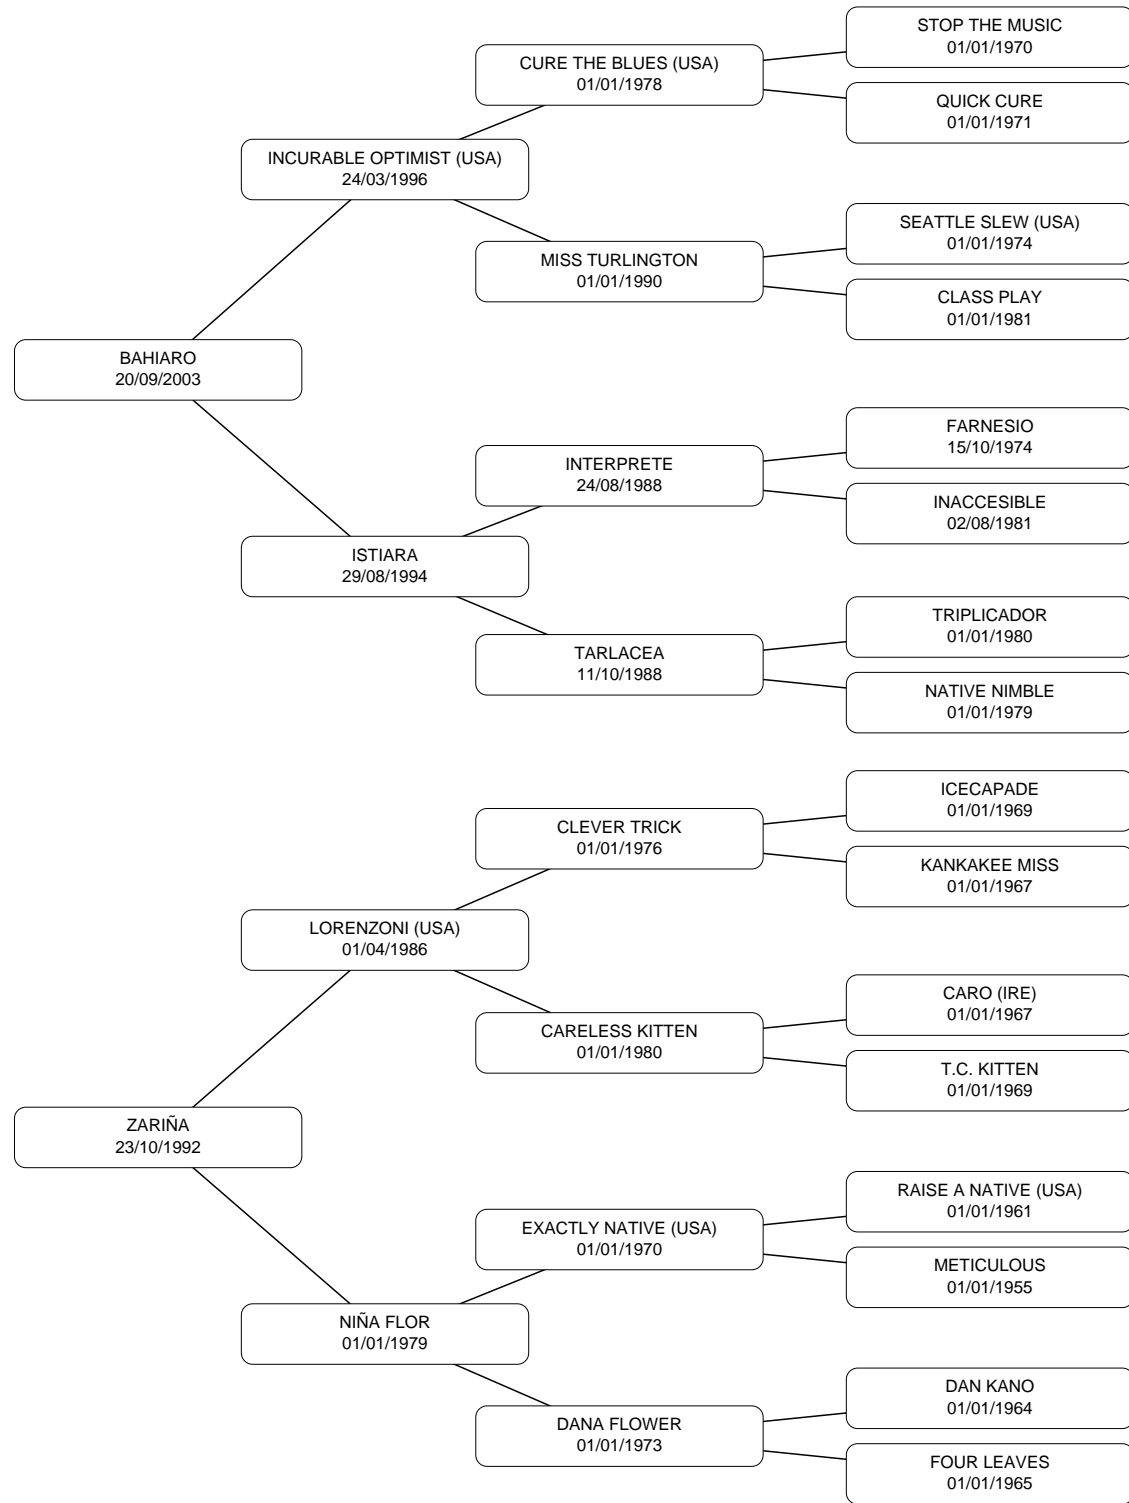 STOP THE MUSIC
01/01/1970
CURE THE BLUES (USA)
01/01/1978
QUICK CURE
01/01/1971
INCURABLE OPTIMIST (USA)
24/03/1996
SEATTLE SLEW (USA)
01/01/1974
MISS TURLINGTON
01/01/1990
CLASS PLAY
01/01/1981
BAHIARO
20/09/2003
FARNESIO
15/10/1974
INTERPRETE
24/08/1988
INACCESIBLE
02/08/1981
ISTIARA
29/08/1994
TRIPLICADOR
01/01/1980
TARLACEA
11/10/1988
NATIVE NIMBLE
01/01/1979
ICECAPADE
01/01/1969
CLEVER TRICK
01/01/1976
KANKAKEE MISS
01/01/1967
LORENZONI (USA)
01/04/1986
CARO (IRE)
01/01/1967
CARELESS KITTEN
01/01/1980
T.C. KITTEN
01/01/1969
ZARIÑA
23/10/1992
RAISE A NATIVE (USA)
01/01/1961
EXACTLY NATIVE (USA)
01/01/1970
METICULOUS
01/01/1955
NIÑA FLOR
01/01/1979
DAN KANO
01/01/1964
DANA FLOWER
01/01/1973
FOUR LEAVES
01/01/1965